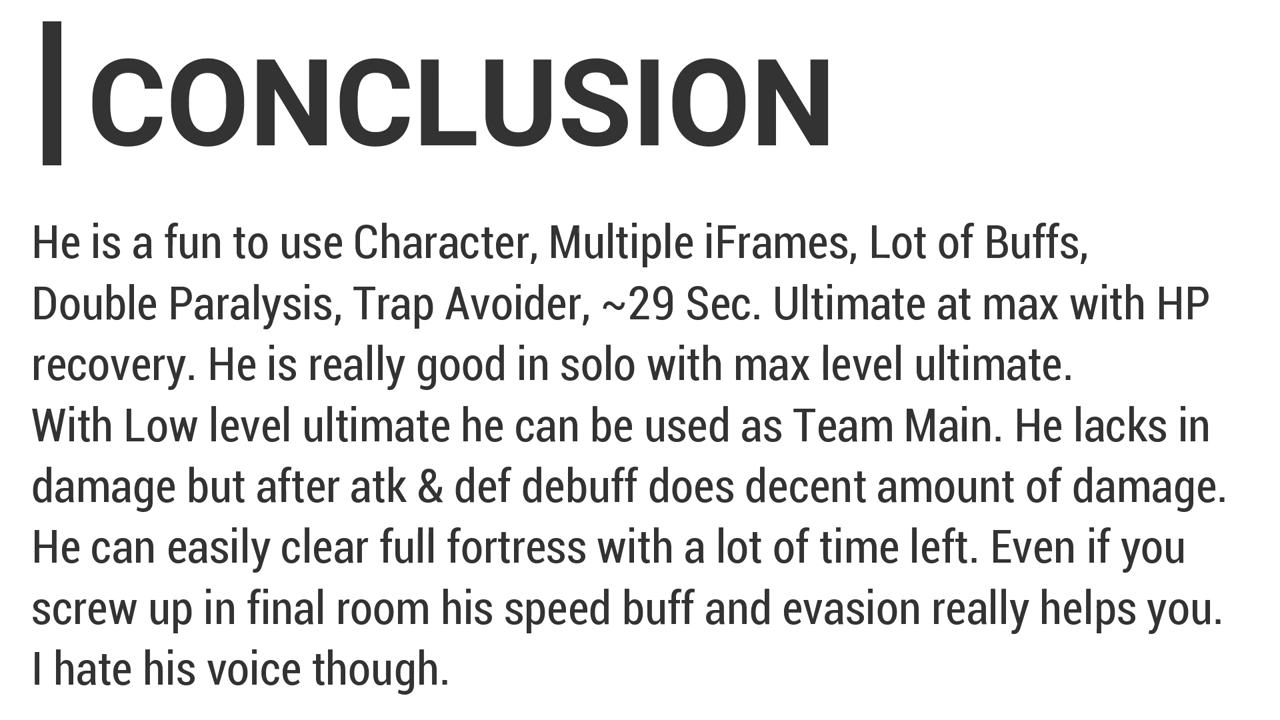 CONCLUSION
He is a fun to use Character, Multiple iFrames, Lot of Buffs,
Double Paralysis, Trap Avoider, ~29 Sec. Ultimate at max with HP
recovery. He is really good in solo with max level ultimate.
With Low level ultimate he can be used as Team Main. He lacks in
damage but after atk & def debuff does decent amount of damage.
He can easily clear full fortress with a lot of time left. Even if you
screw up in final room his speed buff and evasion really helps you.
I hate his voice though.